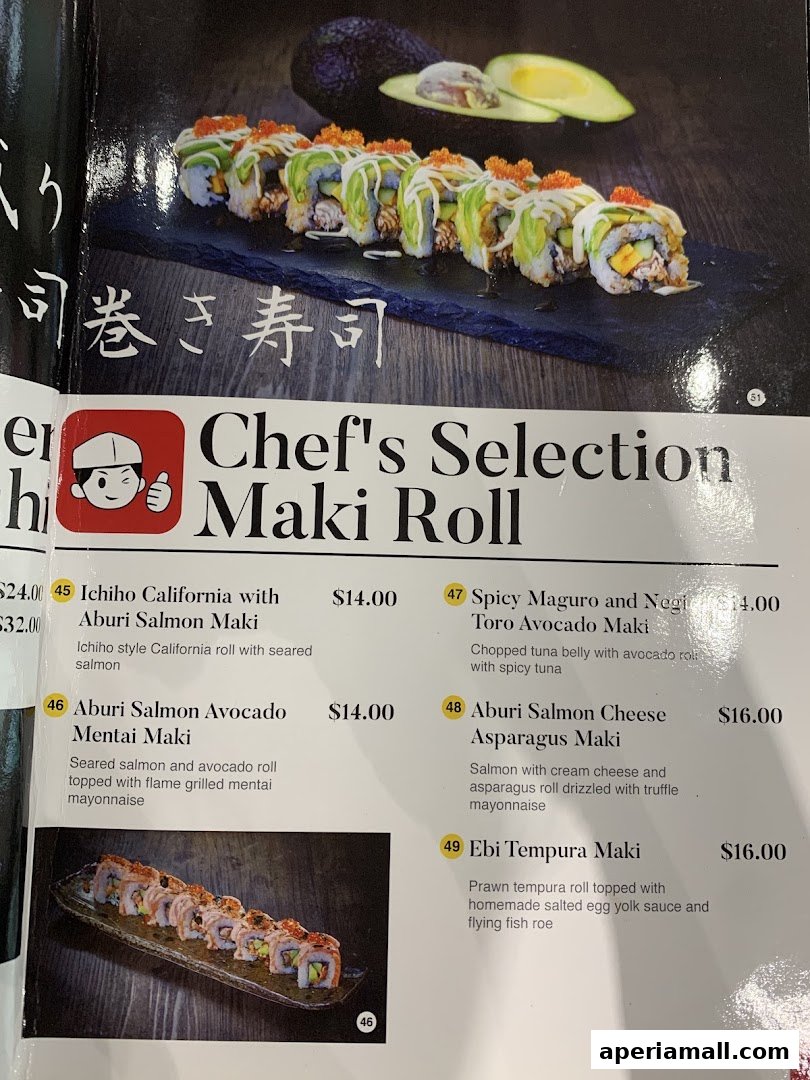 り
司
巻き寿司
51
er
hi
$24.00
$32.00
Chef's Selection
Maki Roll
45 Ichiho California with $14.00
Aburi Salmon Maki
Ichiho style California roll with seared
salmon
46 Aburi Salmon Avocado $14.00
Mentai Maki
Seared salmon and avocado roll
topped with flame grilled mentai
mayonnaise
46
47 Spicy Maguro and Negi $14.00
Toro Avocado Maki
Chopped tuna belly with avocado roll
with spicy tuna
48 Aburi Salmon Cheese $16.00
Asparagus Maki
Salmon with cream cheese and
asparagus roll drizzled with truffle
mayonnaise
49 Ebi Tempura Maki $16.00
Prawn tempura roll topped with
homemade salted egg yolk sauce and
flying fish roe
aperiamall.com